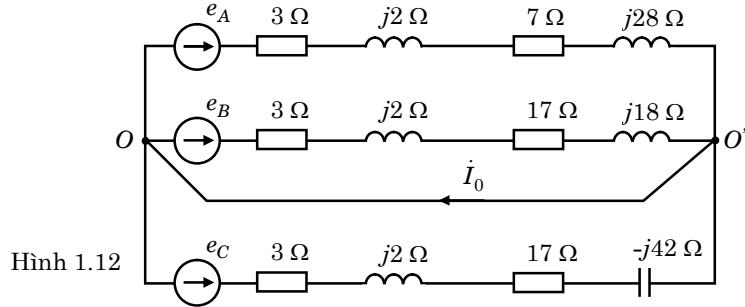 e_A 3 Ω j2 Ω 7 Ω j28 Ω
e_B 3 Ω j2 Ω 17 Ω j18 Ω
O O'
İ_0
e_C 3 Ω j2 Ω 17 Ω -j42 Ω
Hình 1.12